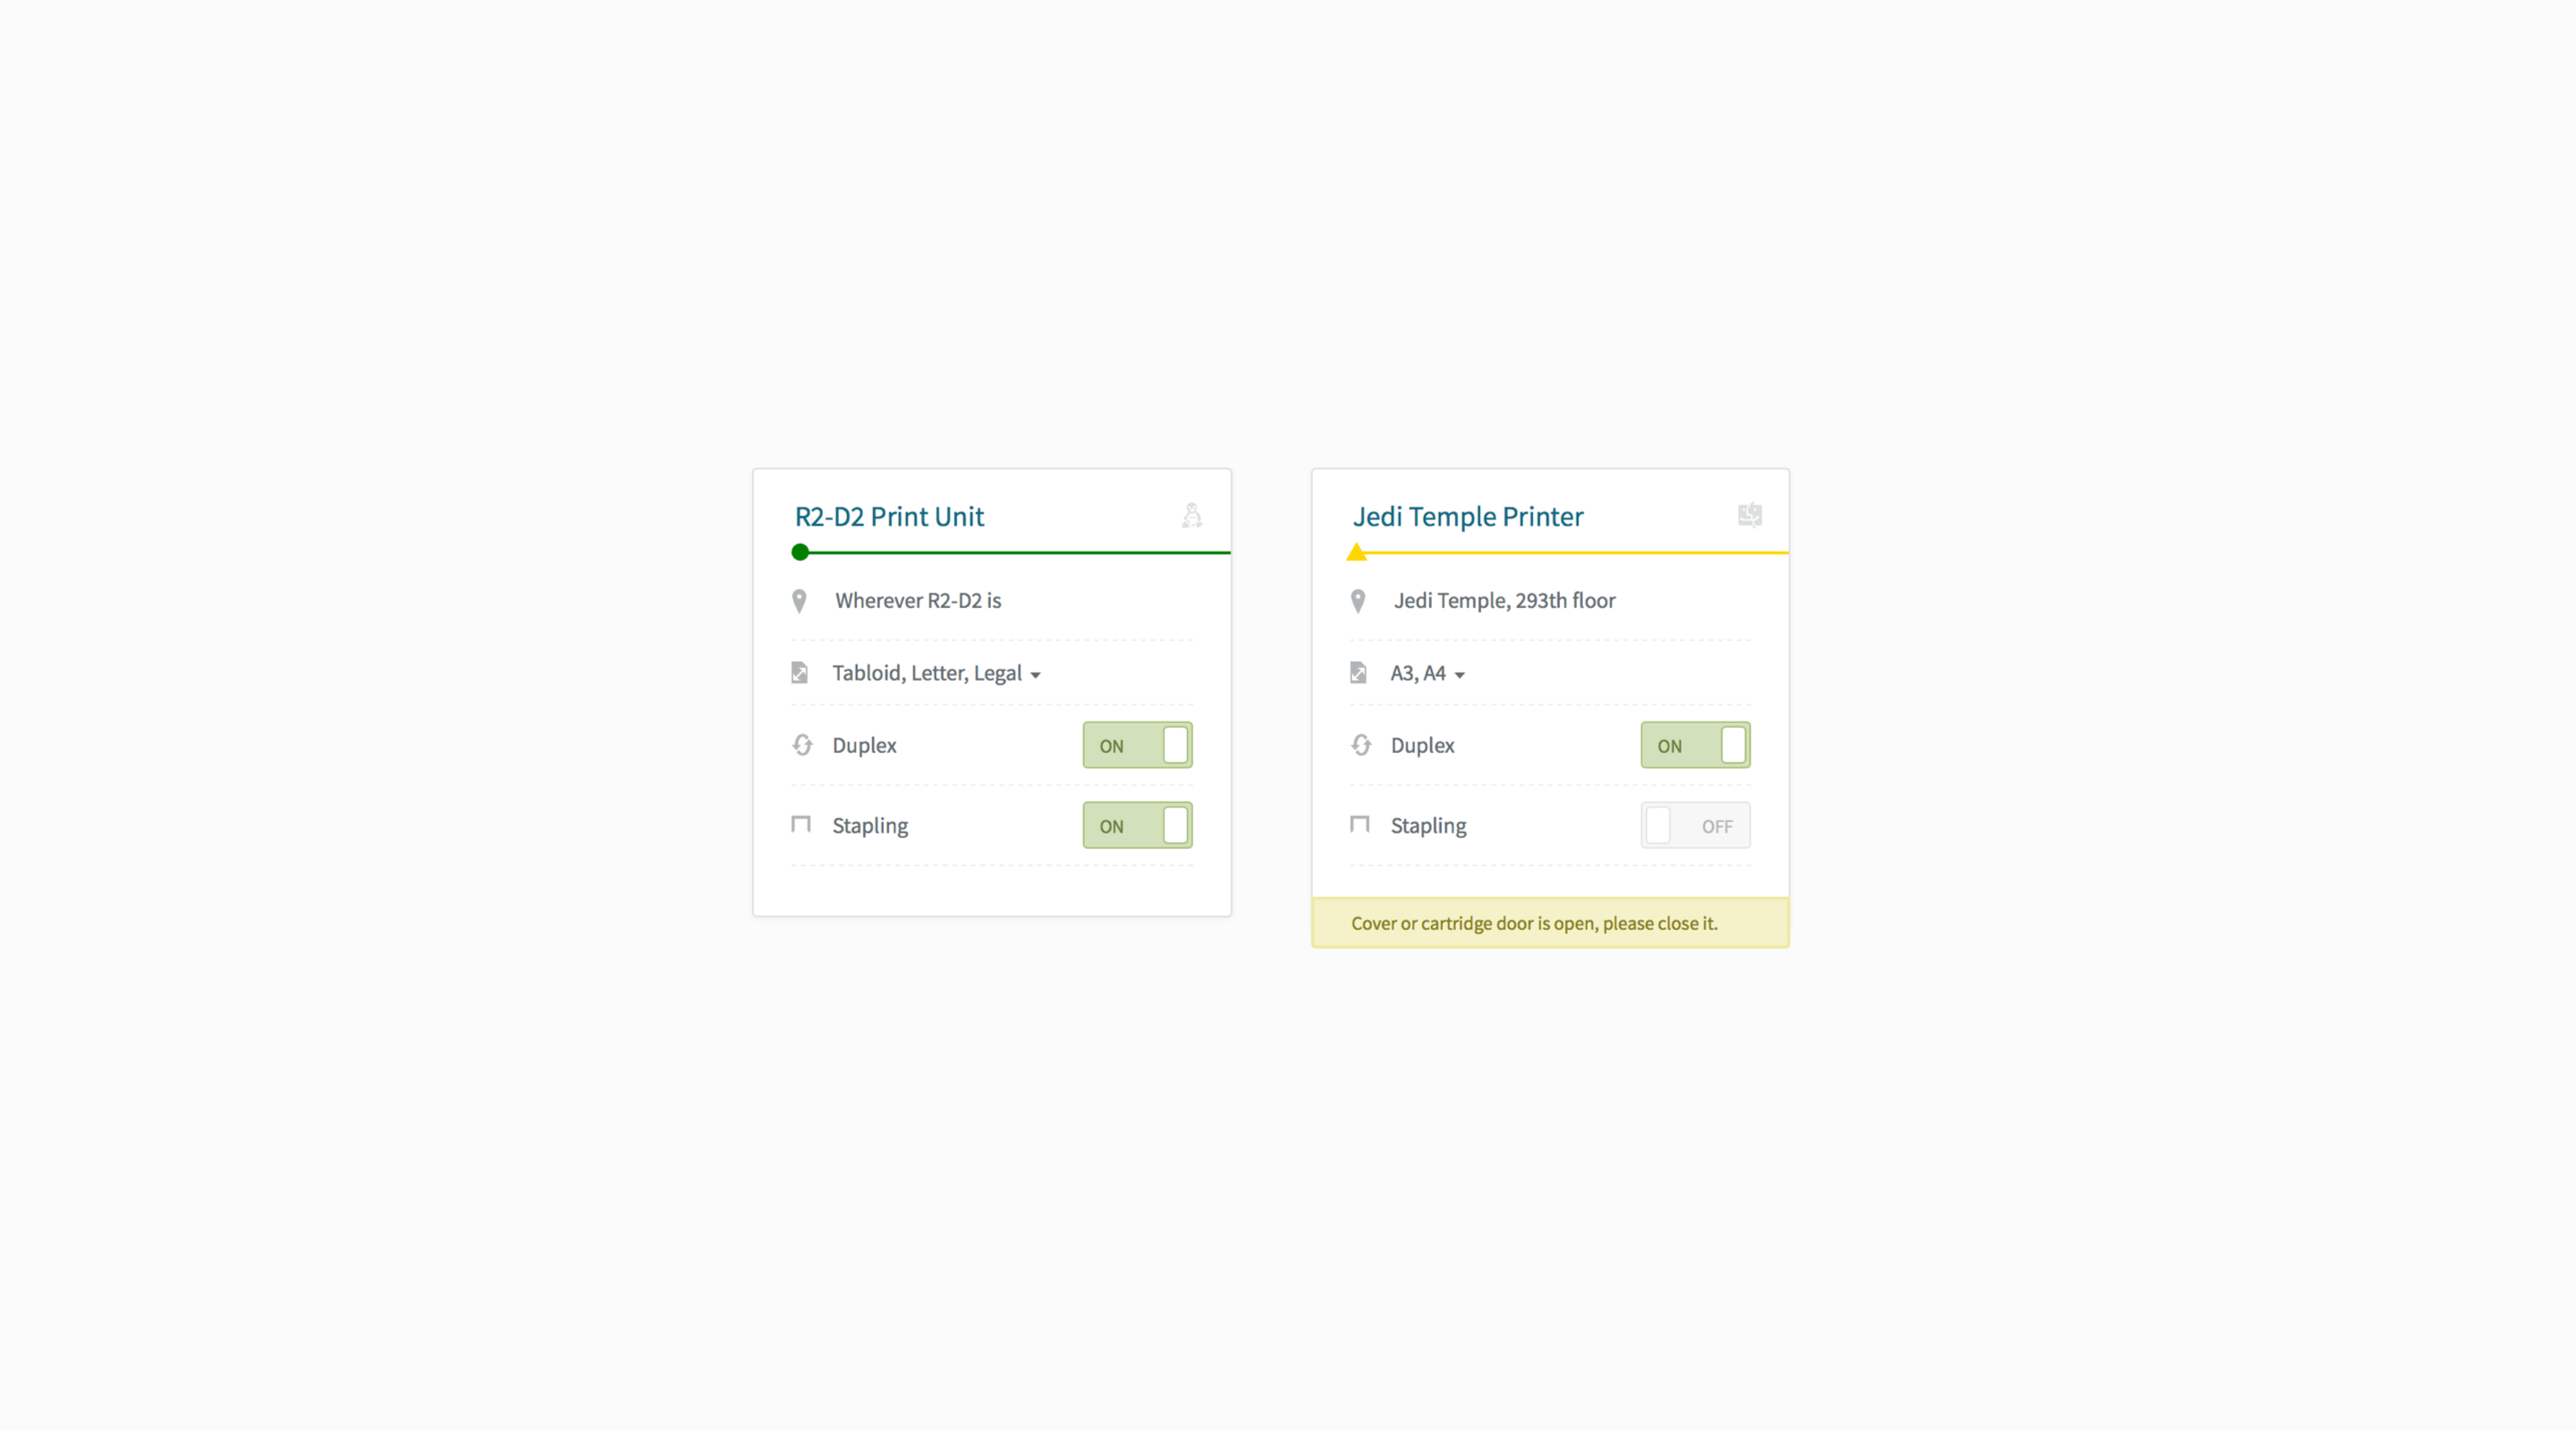 R2-D2 Print Unit
Wherever R2-D2 is
Tabloid, Letter, Legal
Duplex
ON
Stapling
ON
Jedi Temple Printer
Jedi Temple, 293th floor
A3, A4
Duplex
ON
Stapling
OFF
Cover or cartridge door is open, please close it.